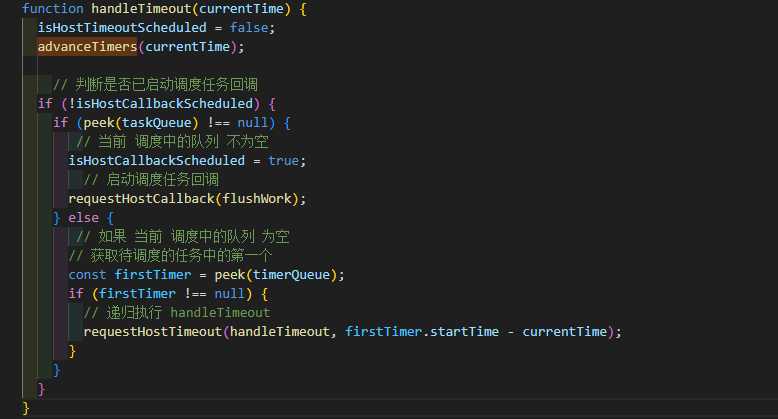 function handleTimeout(currentTime) {
  isHostTimeoutScheduled = false;
  advanceTimers(currentTime);
    // 判断是否已启动调度任务回调
  if (!isHostCallbackScheduled) {
    if (peek(taskQueue) !== null) {
       // 当前 调度中的队列 不为空
      isHostCallbackScheduled = true;
        // 启动调度任务回调
      requestHostCallback(flushWork);
    } else {
       // 如果 当前 调度中的队列 为空
      // 获取待调度的任务中的第一个
      const firstTimer = peek(timerQueue);
      if (firstTimer !== null) {
        // 递归执行 handleTimeout
        requestHostTimeout(handleTimeout, firstTimer.startTime - currentTime);
      }
    }
  }
}